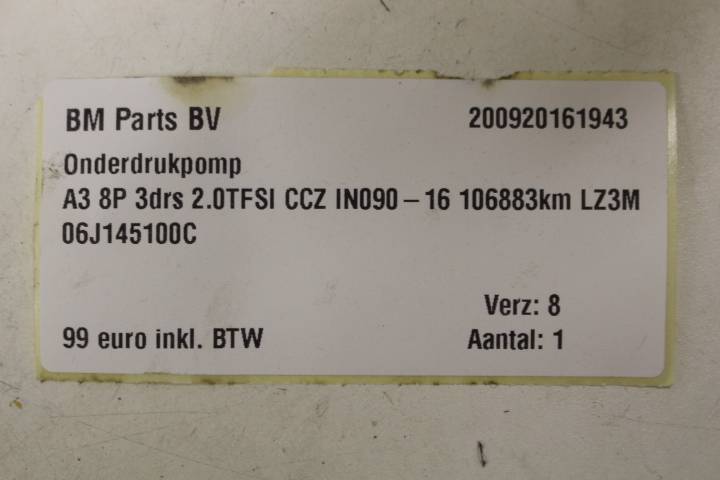 BM Parts BV 200920161943
Onderdrukpomp
A3 8P 3drs 2.0TFSI CCZ IN090 – 16 106883km LZ3M
06J145100C
Verz: 8
99 euro inkl. BTW Aantal: 1